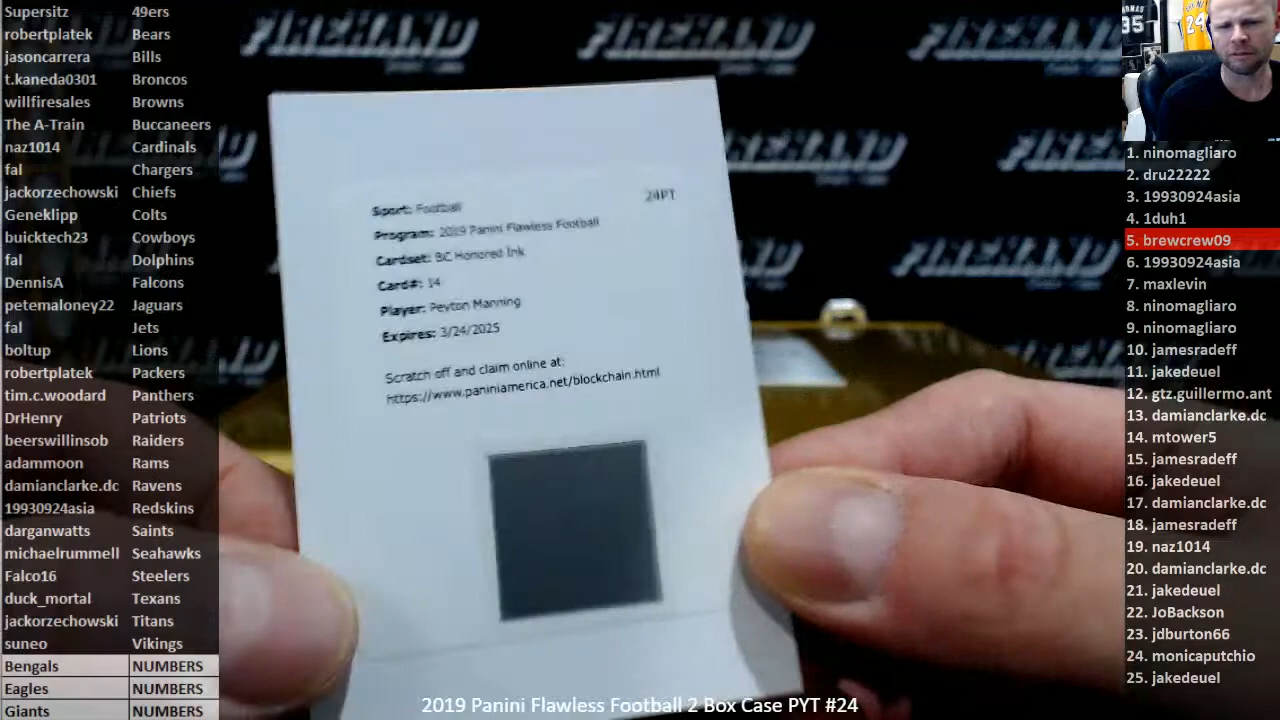 Supersitz 49ers
robertplatek Bears
jasoncarrera Bills
t.kaneda0301 Broncos
willfiresales Browns
The A-Train Buccaneers
naz1014 Cardinals
fal Chargers
jackorzechowski Chiefs
Geneklipp Colts
buicktech23 Cowboys
fal Dolphins
DennisA Falcons
petemaloney22 Jaguars
fal Jets
boltup Lions
robertplatek Packers
tim.c.woodard Panthers
DrHenry Patriots
beerswillinsob Raiders
adammoon Rams
damianclarke.dc Ravens
19930924asia Redskins
darganwatts Saints
michaelrummell Seahawks
Falco16 Steelers
duck_mortal Texans
jackorzechowski Titans
suneo Vikings
Bengals NUMBERS
Eagles NUMBERS
Giants NUMBERS
24PT
Sport: Football
Program: 2019 Panini Flawless Football
Cardset: BC Honored Ink
Card#: 14
Player: Peyton Manning
Expires: 3/24/2025
Scratch off and claim online at:
https://www.paniniamerica.net/blockchain.html
35
24
1. ninomagliaro
2. dru22222
3. 19930924asia
4. 1duh1
5. brewcrew09
6. 19930924asia
7. maxlevin
8. ninomagliaro
9. ninomagliaro
10. jamesradeff
11. jakedeuel
12. gtz.guillermo.ant
13. damianclarke.dc
14. mtower5
15. jamesradeff
16. jakedeuel
17. damianclarke.dc
18. jamesradeff
19. naz1014
20. damianclarke.dc
21. jakedeuel
22. JoBackson
23. jdburton66
24. monicaputchio
25. jakedeuel
2019 Panini Flawless Football 2 Box Case PYT #24